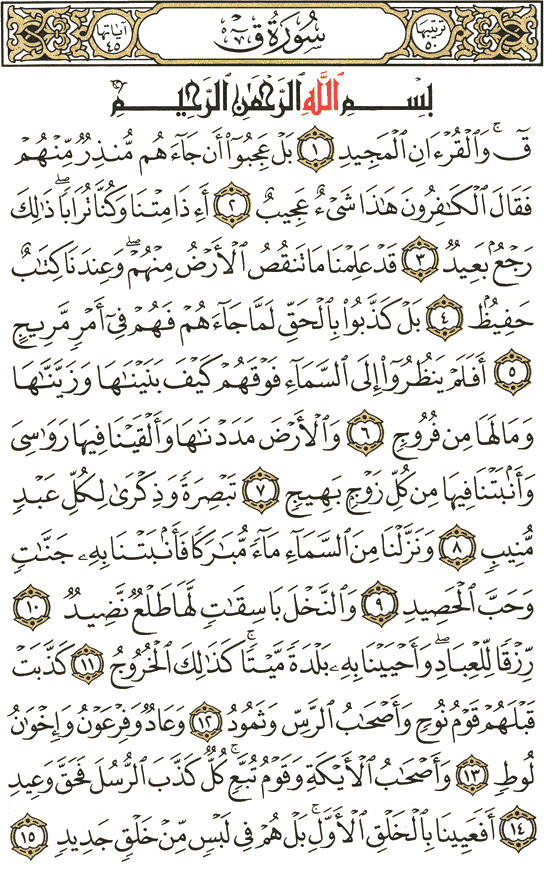 ترتيبها ٥٠ سُورَةُ ق آياتها ٤٥
بِسْمِ ٱللَّهِ ٱلرَّحْمَٰنِ ٱلرَّحِيمِ
قٓ ۚ وَٱلْقُرْءَانِ ٱلْمَجِيدِ ١ بَلْ عَجِبُوٓا۟ أَن جَآءَهُم مُّنذِرٌ مِّنْهُمْ
فَقَالَ ٱلْكَٰفِرُونَ هَٰذَا شَىْءٌ عَجِيبٌ ٢ أَءِذَا مِتْنَا وَكُنَّا تُرَابًا ۖ ذَٰلِكَ
رَجْعٌۢ بَعِيدٌ ٣ قَدْ عَلِمْنَا مَا تَنقُصُ ٱلْأَرْضُ مِنْهُمْ ۖ وَعِندَنَا كِتَٰبٌ
حَفِيظٌۢ ٤ بَلْ كَذَّبُوا۟ بِٱلْحَقِّ لَمَّا جَآءَهُمْ فَهُمْ فِىٓ أَمْرٍ مَّرِيجٍ
٥ أَفَلَمْ يَنظُرُوٓا۟ إِلَى ٱلسَّمَآءِ فَوْقَهُمْ كَيْفَ بَنَيْنَٰهَا وَزَيَّنَّٰهَا
وَمَا لَهَا مِن فُرُوجٍ ٦ وَٱلْأَرْضَ مَدَدْنَٰهَا وَأَلْقَيْنَا فِيهَا رَوَٰسِىَ
وَأَنۢبَتْنَا فِيهَا مِن كُلِّ زَوْجٍۭ بَهِيجٍ ٧ تَبْصِرَةً وَذِكْرَىٰ لِكُلِّ عَبْدٍ
مُّنِيبٍ ٨ وَنَزَّلْنَا مِنَ ٱلسَّمَآءِ مَآءً مُّبَٰرَكًا فَأَنۢبَتْنَا بِهِۦ جَنَّٰتٍ
وَحَبَّ ٱلْحَصِيدِ ٩ وَٱلنَّخْلَ بَاسِقَٰتٍ لَّهَا طَلْعٌ نَّضِيدٌ ١٠
رِّزْقًا لِّلْعِبَادِ ۖ وَأَحْيَيْنَا بِهِۦ بَلْدَةً مَّيْتًا ۚ كَذَٰلِكَ ٱلْخُرُوجُ ١١ كَذَّبَتْ
قَبْلَهُمْ قَوْمُ نُوحٍ وَأَصْحَٰبُ ٱلرَّسِّ وَثَمُودُ ١٢ وَعَادٌ وَفِرْعَوْنُ وَإِخْوَٰنُ
لُوطٍ ١٣ وَأَصْحَٰبُ ٱلْأَيْكَةِ وَقَوْمُ تُبَّعٍ ۚ كُلٌّ كَذَّبَ ٱلرُّسُلَ فَحَقَّ وَعِيدِ
١٤ أَفَعَيِينَا بِٱلْخَلْقِ ٱلْأَوَّلِ ۚ بَلْ هُمْ فِى لَبْسٍ مِّنْ خَلْقٍ جَدِيدٍ ١٥